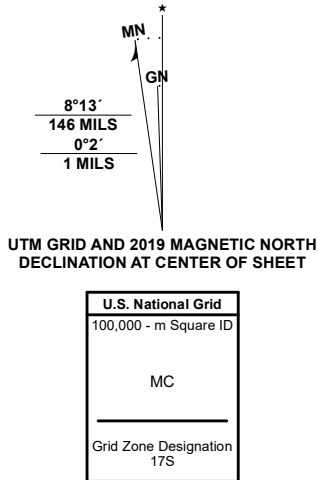 ★
MN
GN
8°13´
146 MILS
0°2´
1 MILS
UTM GRID AND 2019 MAGNETIC NORTH
DECLINATION AT CENTER OF SHEET
U.S. National Grid
100,000 - m Square ID
MC
Grid Zone Designation
17S